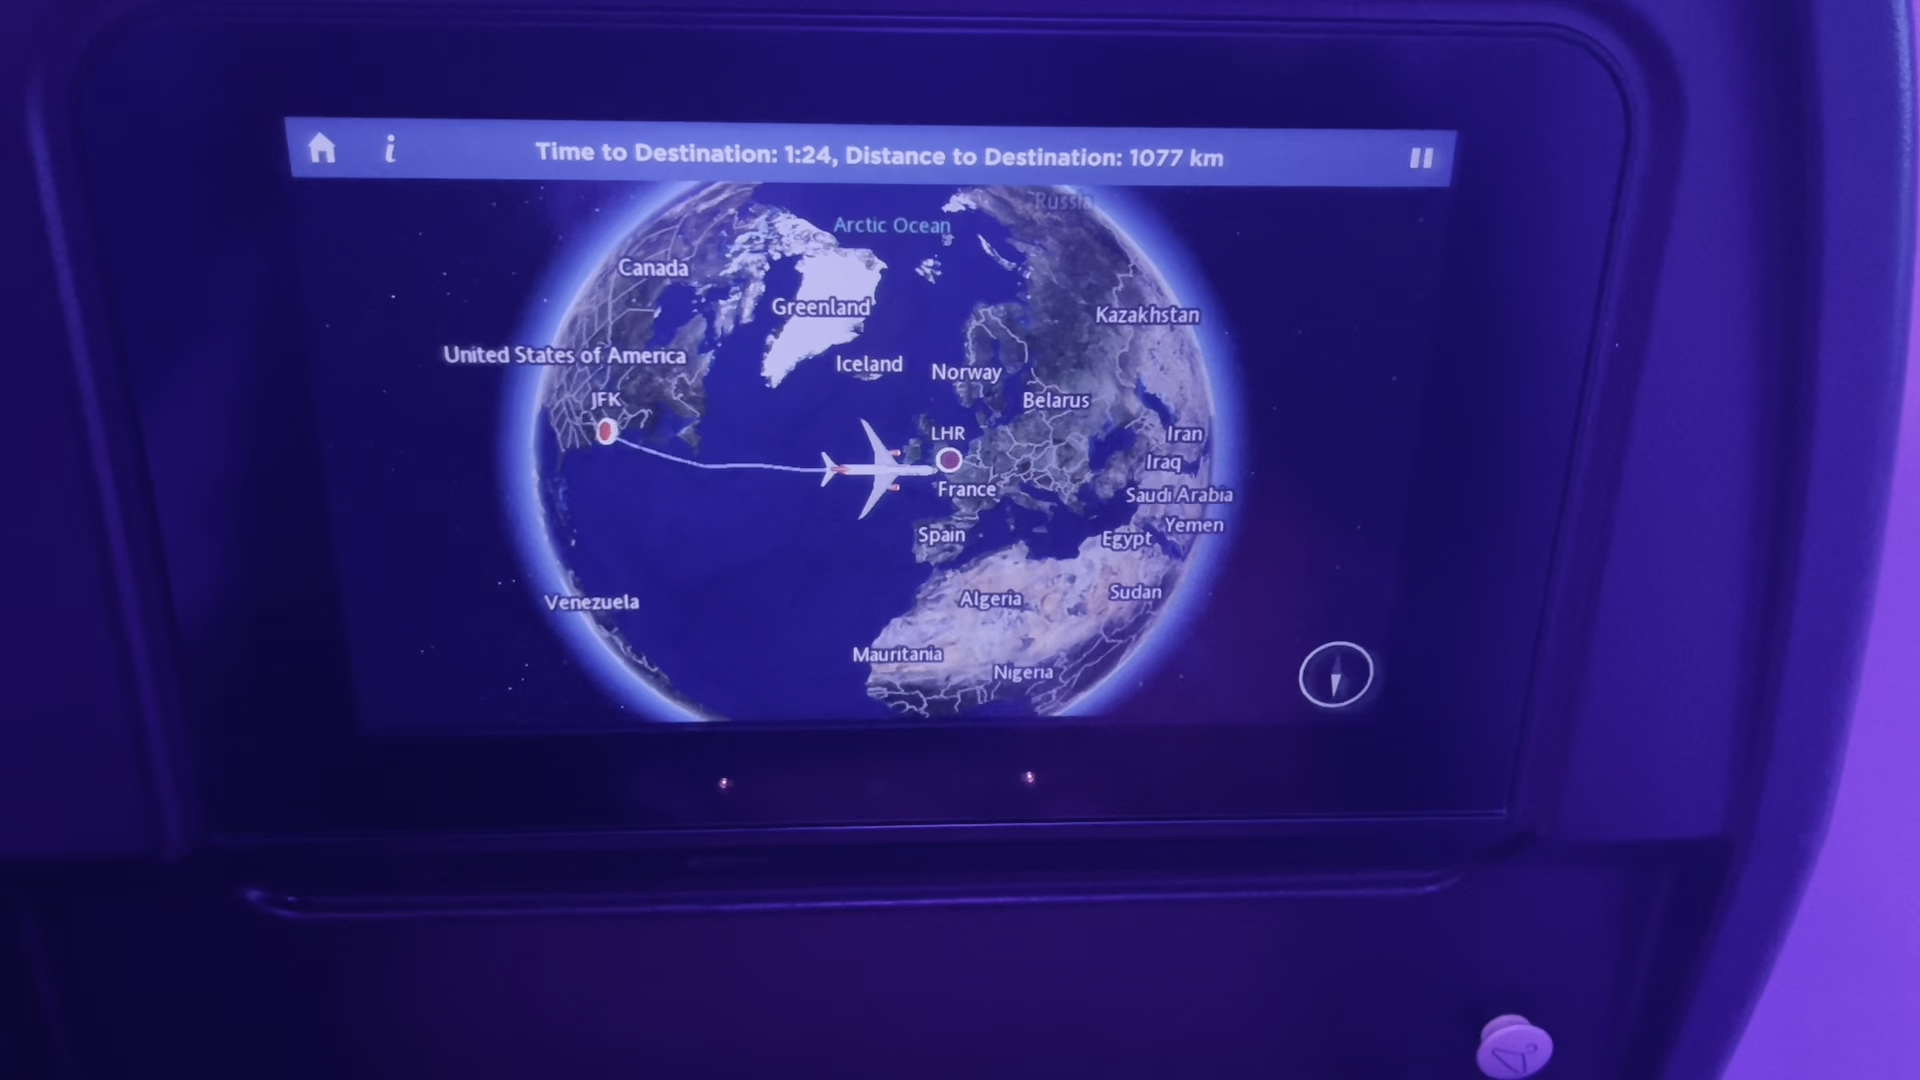 i
Time to Destination: 1:24, Distance to Destination: 1077 km
Russia
Arctic Ocean
Canada
Greenland
Kazakhstan
United States of America
Iceland
Norway
JFK
Belarus
LHR
Iran
Iraq
France
Saudi Arabia
Yemen
Spain
Egypt
Algeria
Sudan
Venezuela
Mauritania
Nigeria